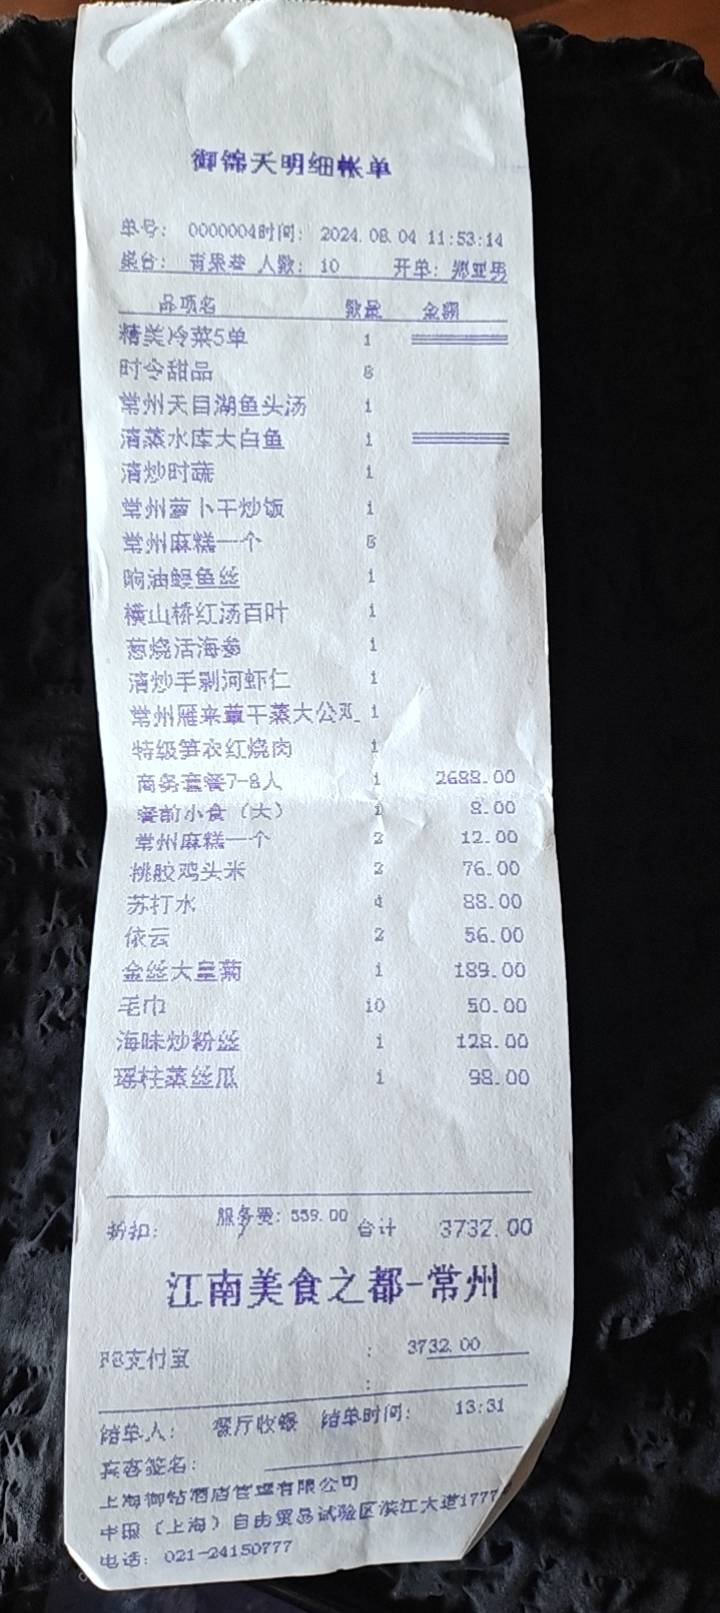 御锦天明细帐单
单号: 0000004时间: 2024.08.04 11:53:14
桌台: 青果巷 人数: 10 开单: 郑亚男
品项名 数量 金额
精美冷菜5单 1
时令甜品 8
常州天目湖鱼头汤 1
清蒸水库大白鱼 1
清炒时蔬 1
常州萝卜干炒饭 1
常州麻糕一个 8
响油鳗鱼丝 1
横山桥红汤百叶 1
葱烧活海参 1
清炒手剥河虾仁 1
常州雁来蕈干蒸大公鸡 1
特级笋衣红烧肉 1
商务套餐7-8人 1 2688.00
餐前小食(大) 1 8.00
常州麻糕一个 2 12.00
桃胶鸡头米 2 76.00
苏打水 4 88.00
依云 2 56.00
金丝大皇菊 1 189.00
毛巾 10 50.00
海味炒粉丝 1 128.00
瑶柱蒸丝瓜 1 98.00
折扣: 服务费: 339.00 合计 3732.00
江南美食之都-常州
支付宝 : 3732.00
:
结单人: 餐厅收银 结单时间: 13:31
宾客签名:
上海御钻酒店管理有限公司
中国(上海)自由贸易试验区滨江大道1777
电话: 021-24150777